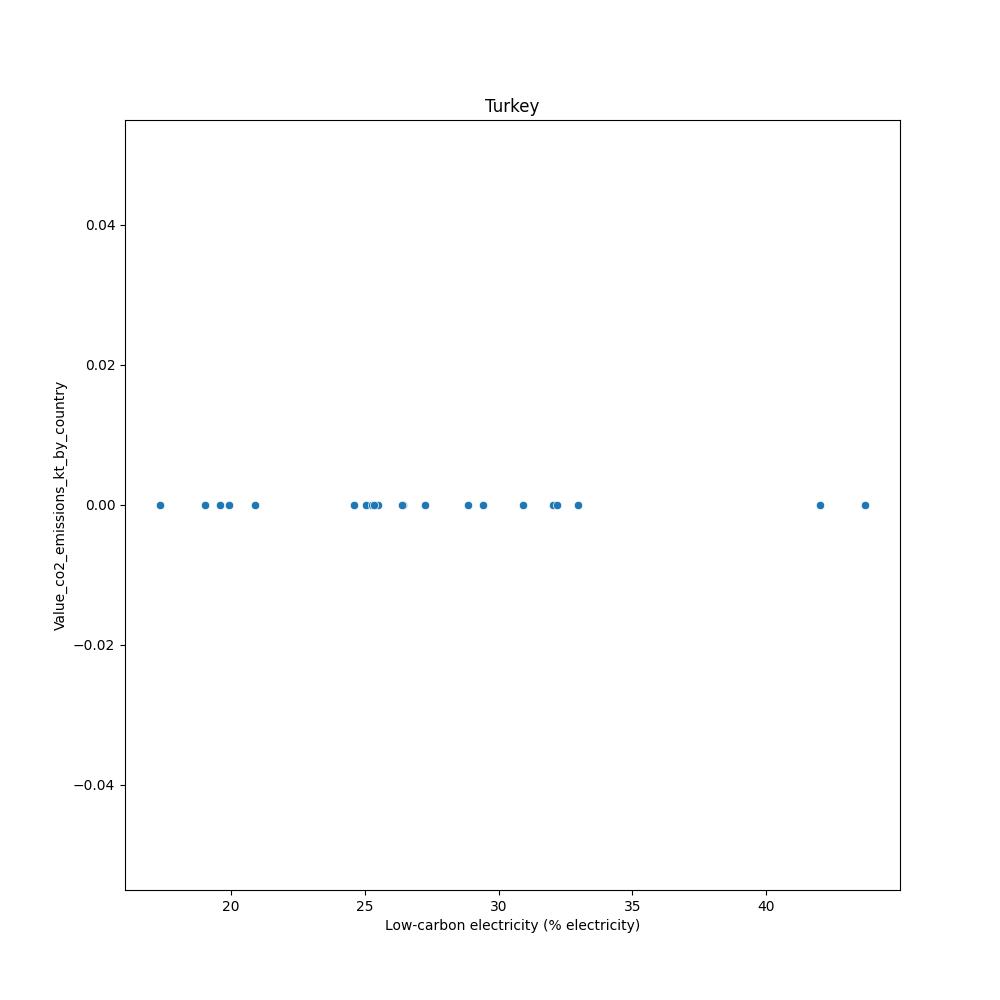 Turkey
0.04
0.02
0.00
−0.02
−0.04
Value_co2_emissions_kt_by_country
20 25 30 35 40
Low-carbon electricity (% electricity)